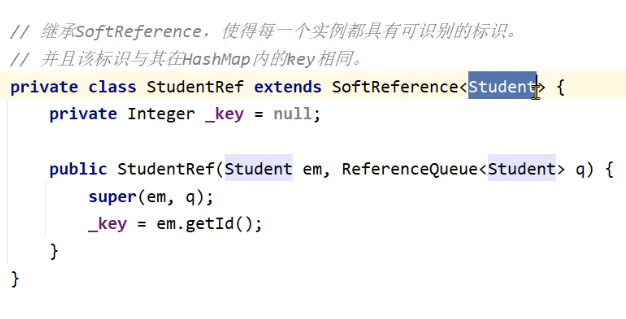 // 继承SoftReference，使得每一个实例都具有可识别的标识。
// 并且该标识与其在HashMap内的key相同。
private class StudentRef extends SoftReference<Student> {
    private Integer _key = null;

    public StudentRef(Student em, ReferenceQueue<Student> q) {
        super(em, q);
        _key = em.getId();
    }
}